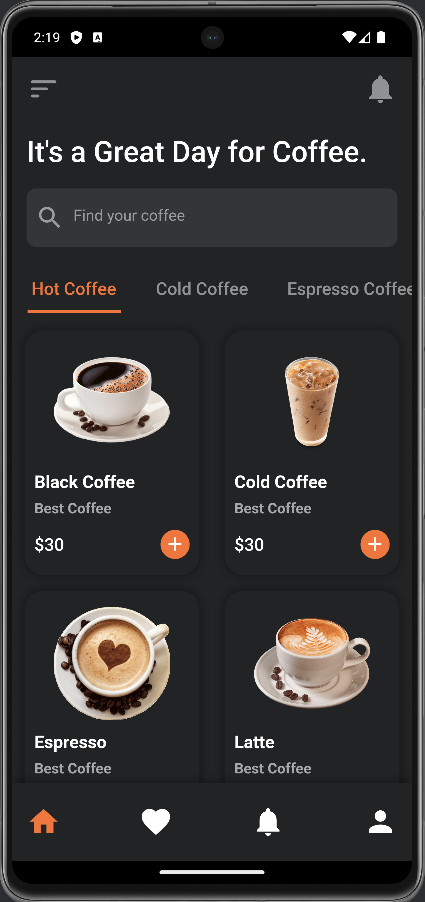 2:19
A
It's a Great Day for Coffee.
Find your coffee
Hot Coffee Cold Coffee Espresso Coffee
Black Coffee Cold Coffee
Best Coffee Best Coffee
$30 $30
Espresso Latte
Best Coffee Best Coffee